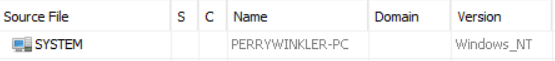 Source File S C Name Domain Version
SYSTEM PERRYWINKLER-PC Windows_NT